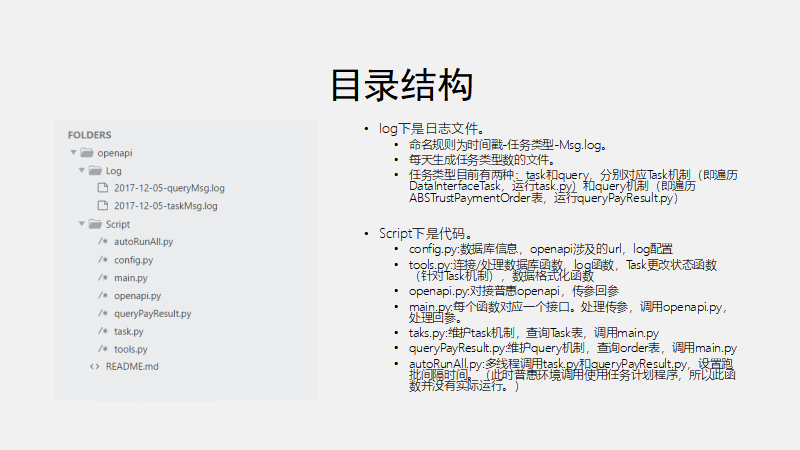 目录结构
FOLDERS
openapi
Log
2017-12-05-queryMsg.log
2017-12-05-taskMsg.log
Script
/* autoRunAll.py
/* config.py
/* main.py
/* openapi.py
/* queryPayResult.py
/* task.py
/* tools.py
<> README.md
• log下是日志文件。
• 命名规则为时间戳-任务类型-Msg.log。
• 每天生成任务类型数的文件。
• 任务类型目前有两种：task和query，分别对应Task机制（即遍历
DataInterfaceTask，运行task.py）和query机制（即遍历
ABSTrustPaymentOrder表，运行queryPayResult.py）
• Script下是代码。
• config.py:数据库信息，openapi涉及的url，log配置
• tools.py:连接/处理数据库函数，log函数，Task更改状态函数
（针对Task机制），数据格式化函数
• openapi.py:对接普惠openapi，传参回参
• main.py:每个函数对应一个接口。处理传参，调用openapi.py，
处理回参。
• taks.py:维护task机制，查询Task表，调用main.py
• queryPayResult.py:维护query机制，查询order表，调用main.py
• autoRunAll.py:多线程调用task.py和queryPayResult.py，设置跑
批间隔时间。（此时普惠环境调用使用任务计划程序，所以此函
数并没有实际运行。）